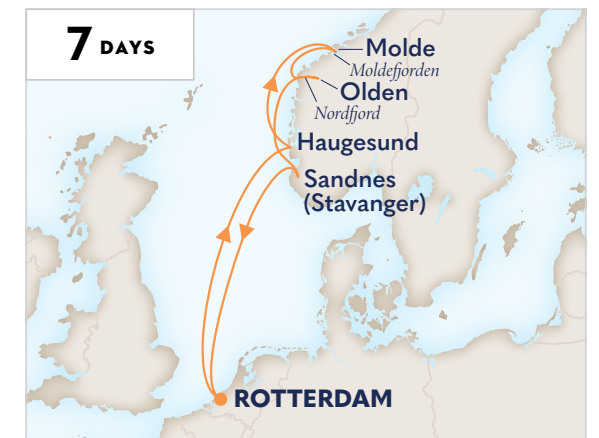 7 DAYS
Molde
Moldefjorden
Olden
Nordfjord
Haugesund
Sandnes
(Stavanger)
ROTTERDAM